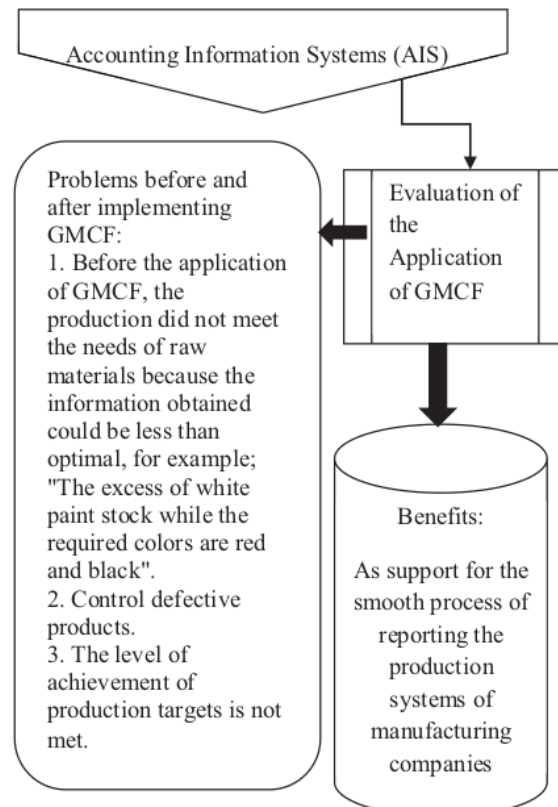 Accounting Information Systems (AIS)
Problems before and
after implementing
GMCF:
1. Before the application
of GMCF, the
production did not meet
the needs of raw
materials because the
information obtained
could be less than
optimal, for example;
"The excess of white
paint stock while the
required colors are red
and black".
2. Control defective
products.
3. The level of
achievement of
production targets is not
met.
Evaluation of
the
Application
of GMCF
Benefits:
As support for the
smooth process of
reporting the
production
systems of
manufacturing
companies